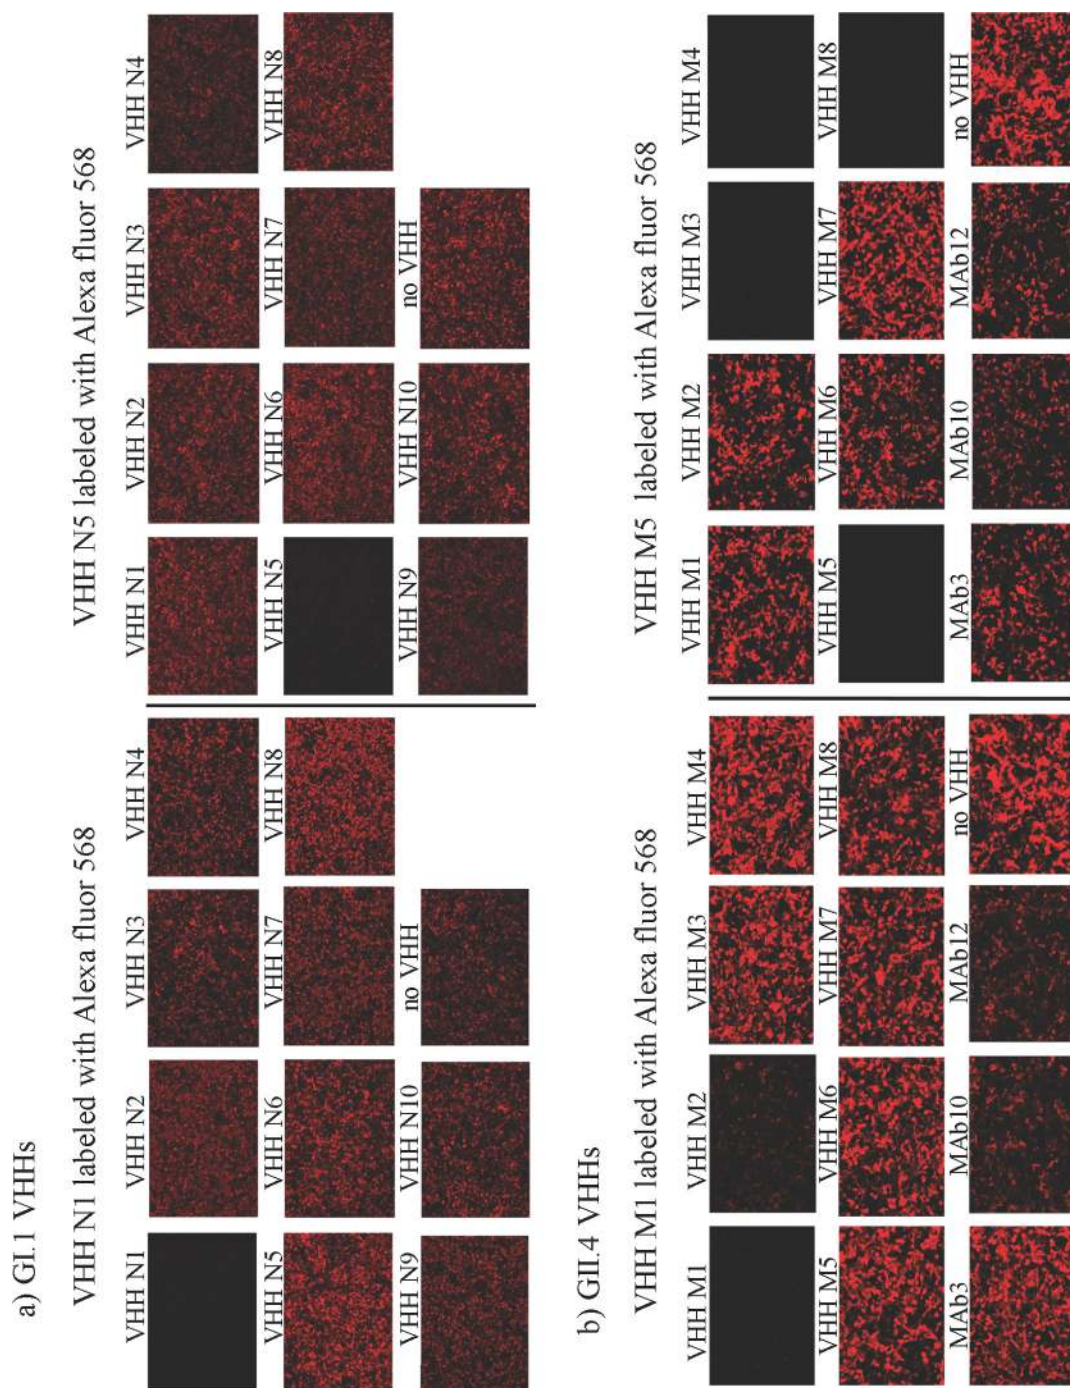 a) GI.1 VHHs
VHH N1 labeled with Alexa fluor 568
VHH N1 VHH N2 VHH N3 VHH N4
VHH N5 VHH N6 VHH N7 VHH N8
VHH N9 VHH N10 no VHH
VHH N5 labeled with Alexa fluor 568
VHH N1 VHH N2 VHH N3 VHH N4
VHH N5 VHH N6 VHH N7 VHH N8
VHH N9 VHH N10 no VHH
b) GII.4 VHHs
VHH M1 labeled with Alexa fluor 568
VHH M1 VHH M2 VHH M3 VHH M4
VHH M5 VHH M6 VHH M7 VHH M8
MAb3 MAb10 MAb12 no VHH
VHH M5 labeled with Alexa fluor 568
VHH M1 VHH M2 VHH M3 VHH M4
VHH M5 VHH M6 VHH M7 VHH M8
MAb3 MAb10 MAb12 no VHH